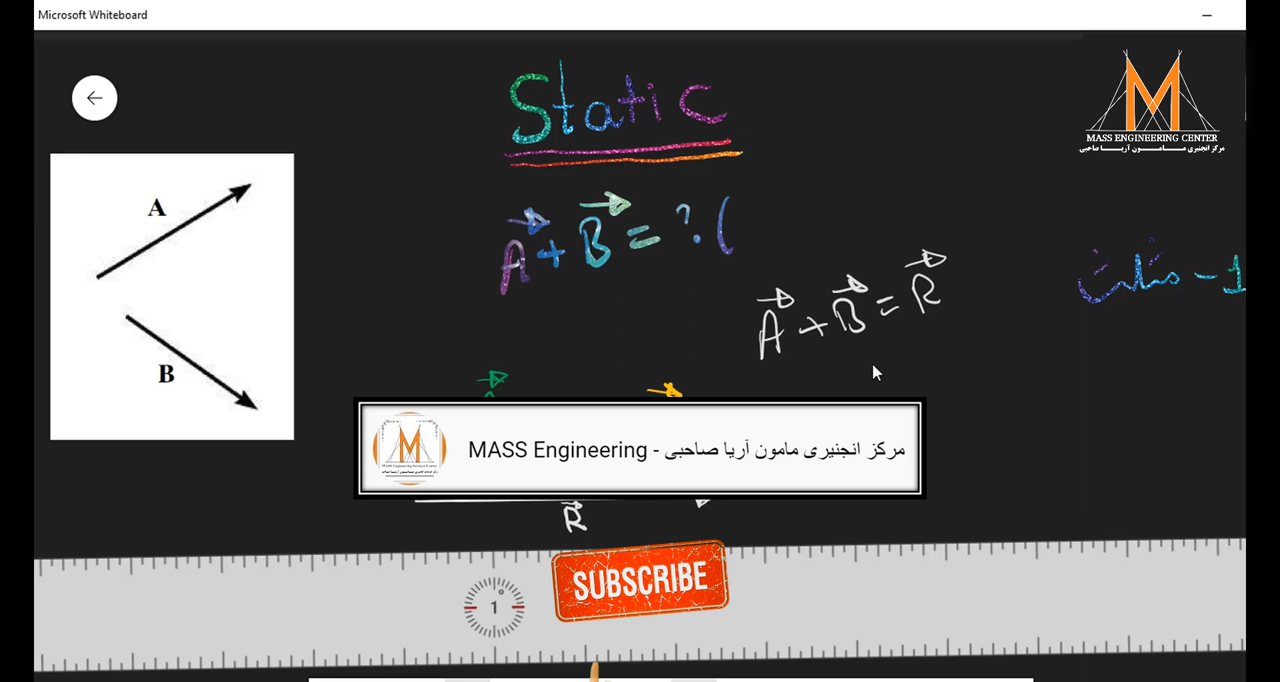 Microsoft Whiteboard
Static
MASS ENGINEERING CENTER
مرکز انجنیری مامون آریا صاحبی
A
A + B = ? (
A + B = R
1-
B
MASS Engineering - مرکز انجنیری مامون آریا صاحبی
R
SUBSCRIBE
1°